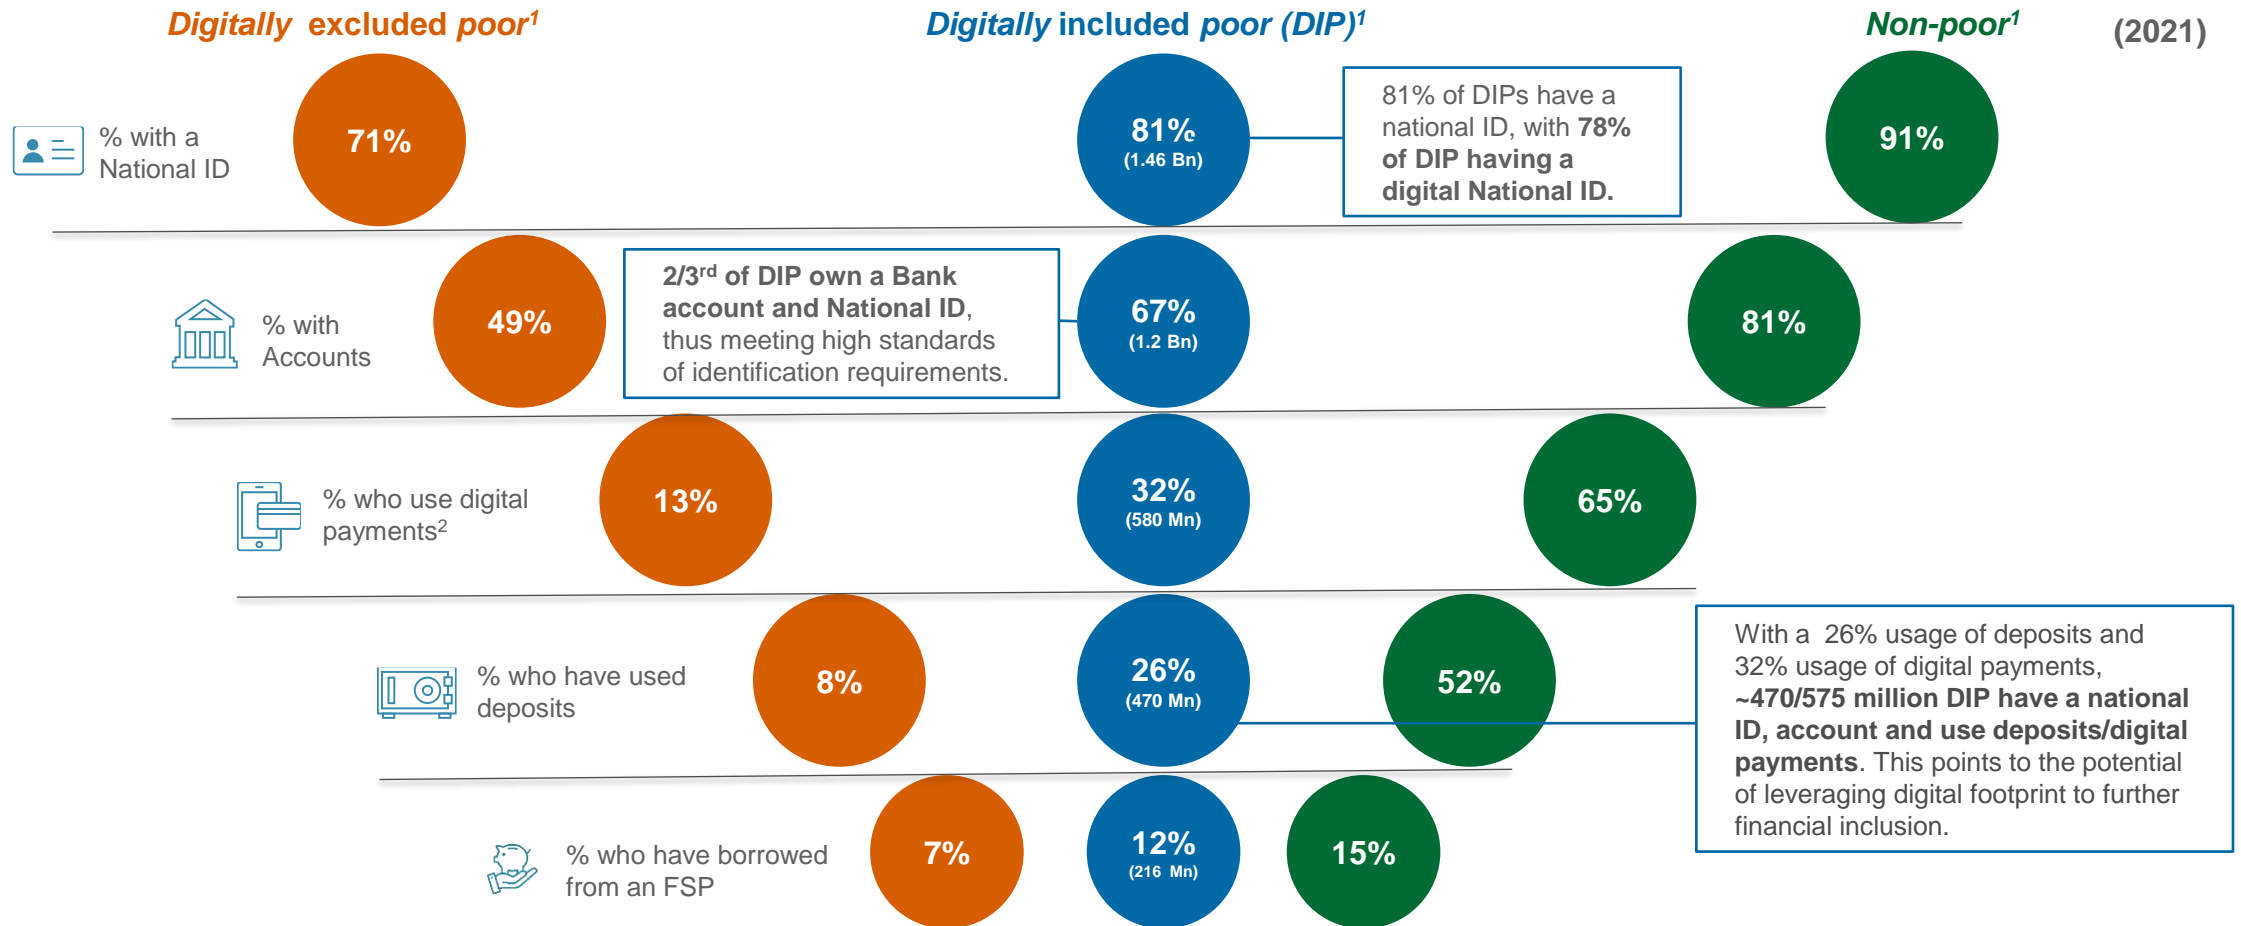 Digitally excluded poor1
Digitally included poor (DIP)1
Non-poor1
(2021)
% with a
National ID
71%
81%
(1.46 Bn)
81% of DIPs have a
national ID, with 78%
of DIP having a
digital National ID.
91%
% with
Accounts
49%
2/3rd of DIP own a Bank
account and National ID,
thus meeting high standards
of identification requirements.
67%
(1.2 Bn)
81%
% who use digital
payments2
13%
32%
(580 Mn)
65%
% who have used
deposits
8%
26%
(470 Mn)
52%
With a 26% usage of deposits and
32% usage of digital payments,
~470/575 million DIP have a national
ID, account and use deposits/digital
payments. This points to the potential
of leveraging digital footprint to further
financial inclusion.
% who have borrowed
from an FSP
7%
12%
(216 Mn)
15%